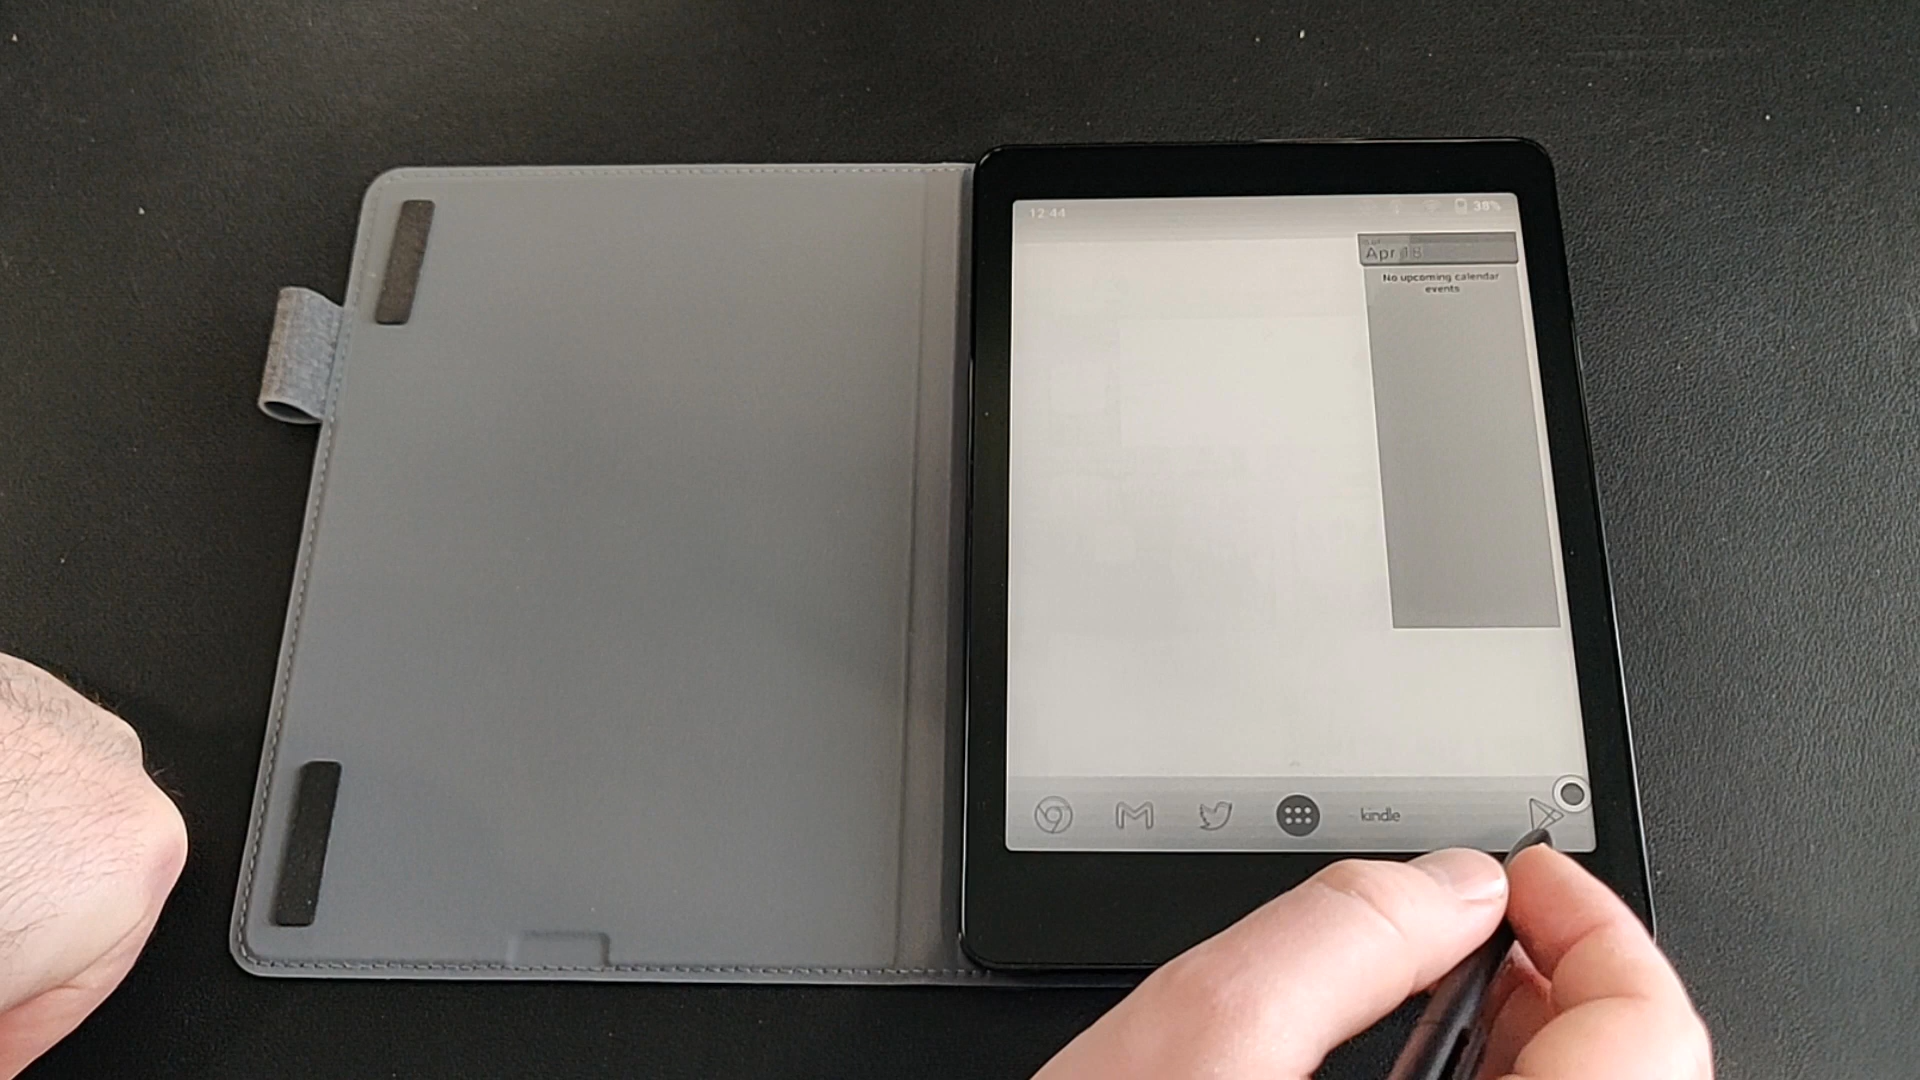 12:44
38%
Apr 18
No upcoming calendar
events
kindle